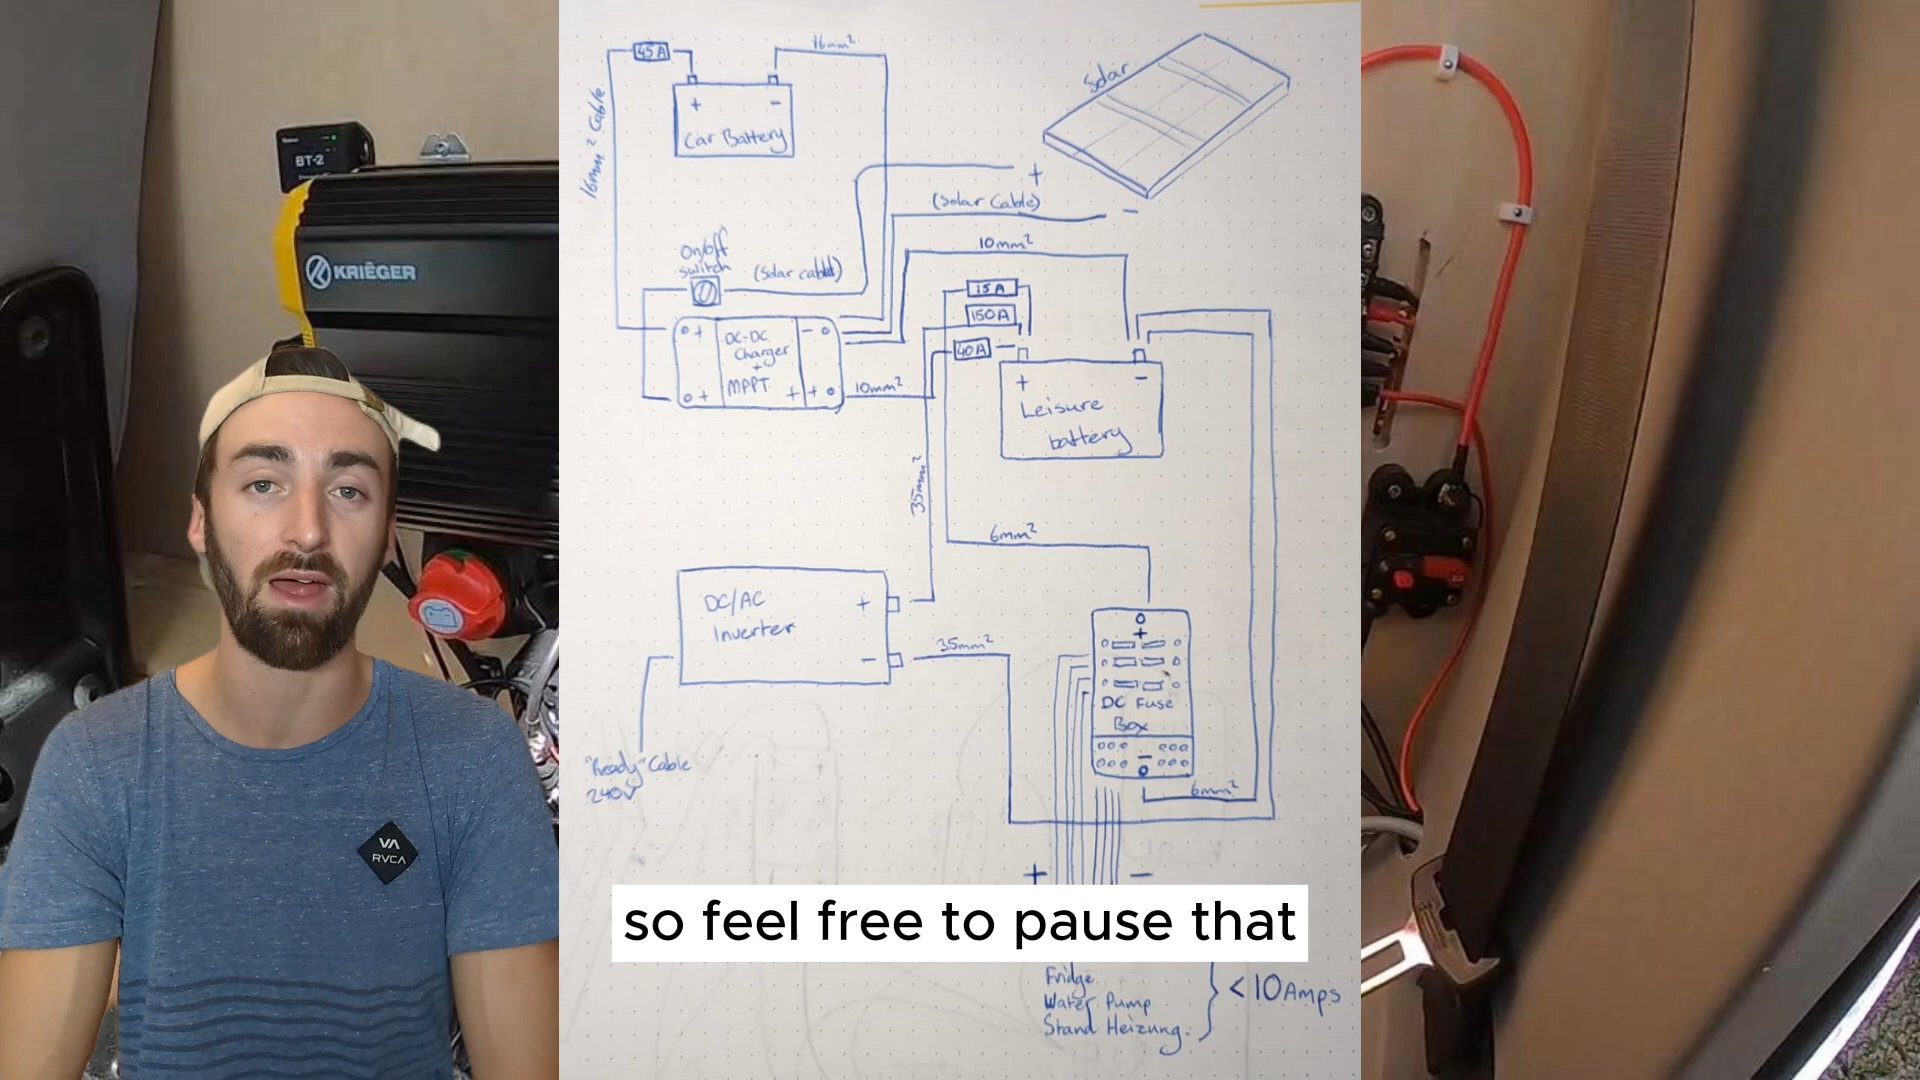 BT-2
KRIËGER
VA
RVCA
45A
16mm²
16mm² Cable
+ -
Car Battery
Solar
+
(Solar Cable)
-
On/off
switch
(Solar cable)
10mm²
15A
150A
40A
+ DC-DC - 
Charger
+
+ MPPT + +
10mm²
+ -
Leisure
battery
35mm²
6mm²
DC/AC +
Inverter
-
35mm²
+
DC Fuse
Box
-
6mm²
"Ready" Cable
240V
+ -
so feel free to pause that
Fridge
Water Pump
Stand Heizung.
<10Amps